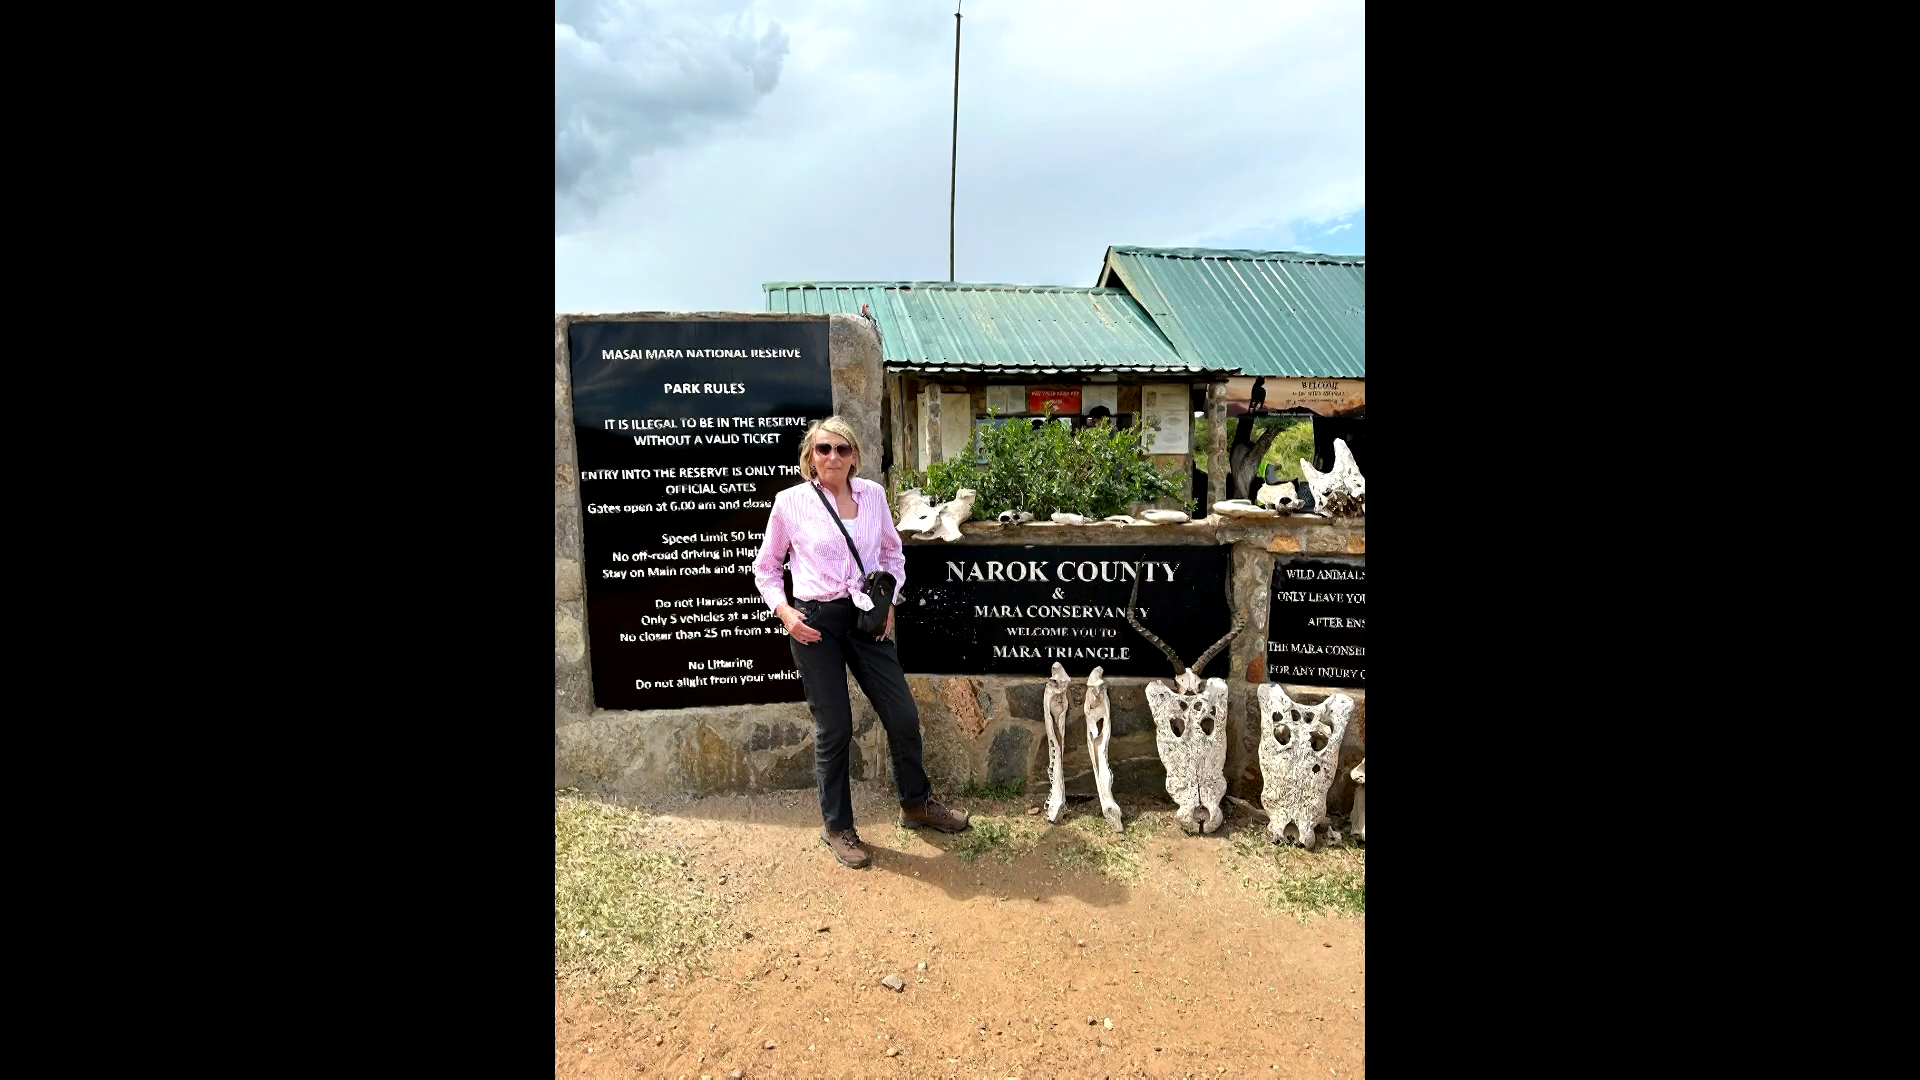 MASAI MARA NATIONAL RESERVE
PARK RULES
IT IS ILLEGAL TO BE IN THE RESERVE
WITHOUT A VALID TICKET
ENTRY INTO THE RESERVE IS ONLY THR
OFFICIAL GATES
Gates open at 6.00 am and close
Speed Limit 50 km
No off-road driving in High
Stay on Main roads and app
Do not Harass anim
Only 5 vehicles at a sigh
No closer than 25 m from a sig
No Littering
Do not alight from your vehicl
WELCOME
NAROK COUNTY
&
MARA CONSERVANCY
WELCOME YOU TO
MARA TRIANGLE
WILD ANIMALS
ONLY LEAVE YOU
AFTER ENS
THE MARA CONSE
FOR ANY INJURY O